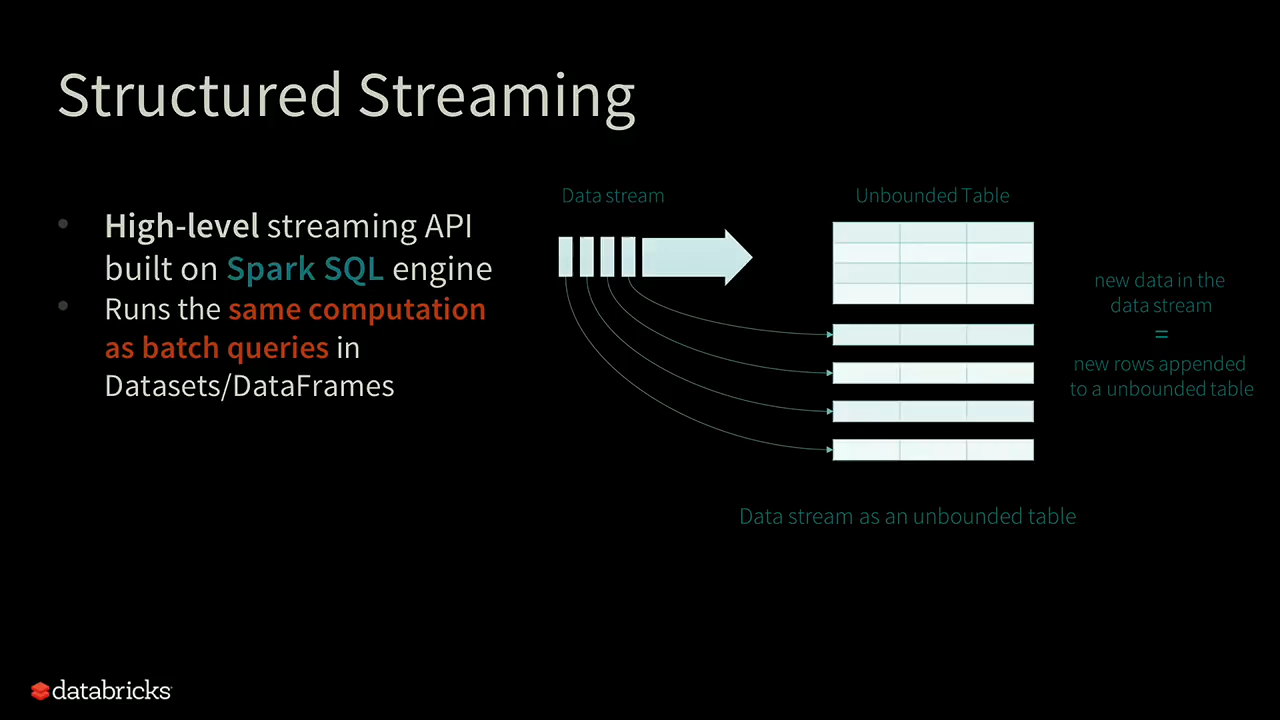 Structured Streaming
• High-level streaming API
built on Spark SQL engine
• Runs the same computation
as batch queries in
Datasets/DataFrames
Data stream
Unbounded Table
new data in the
data stream
=
new rows appended
to a unbounded table
Data stream as an unbounded table
databricks